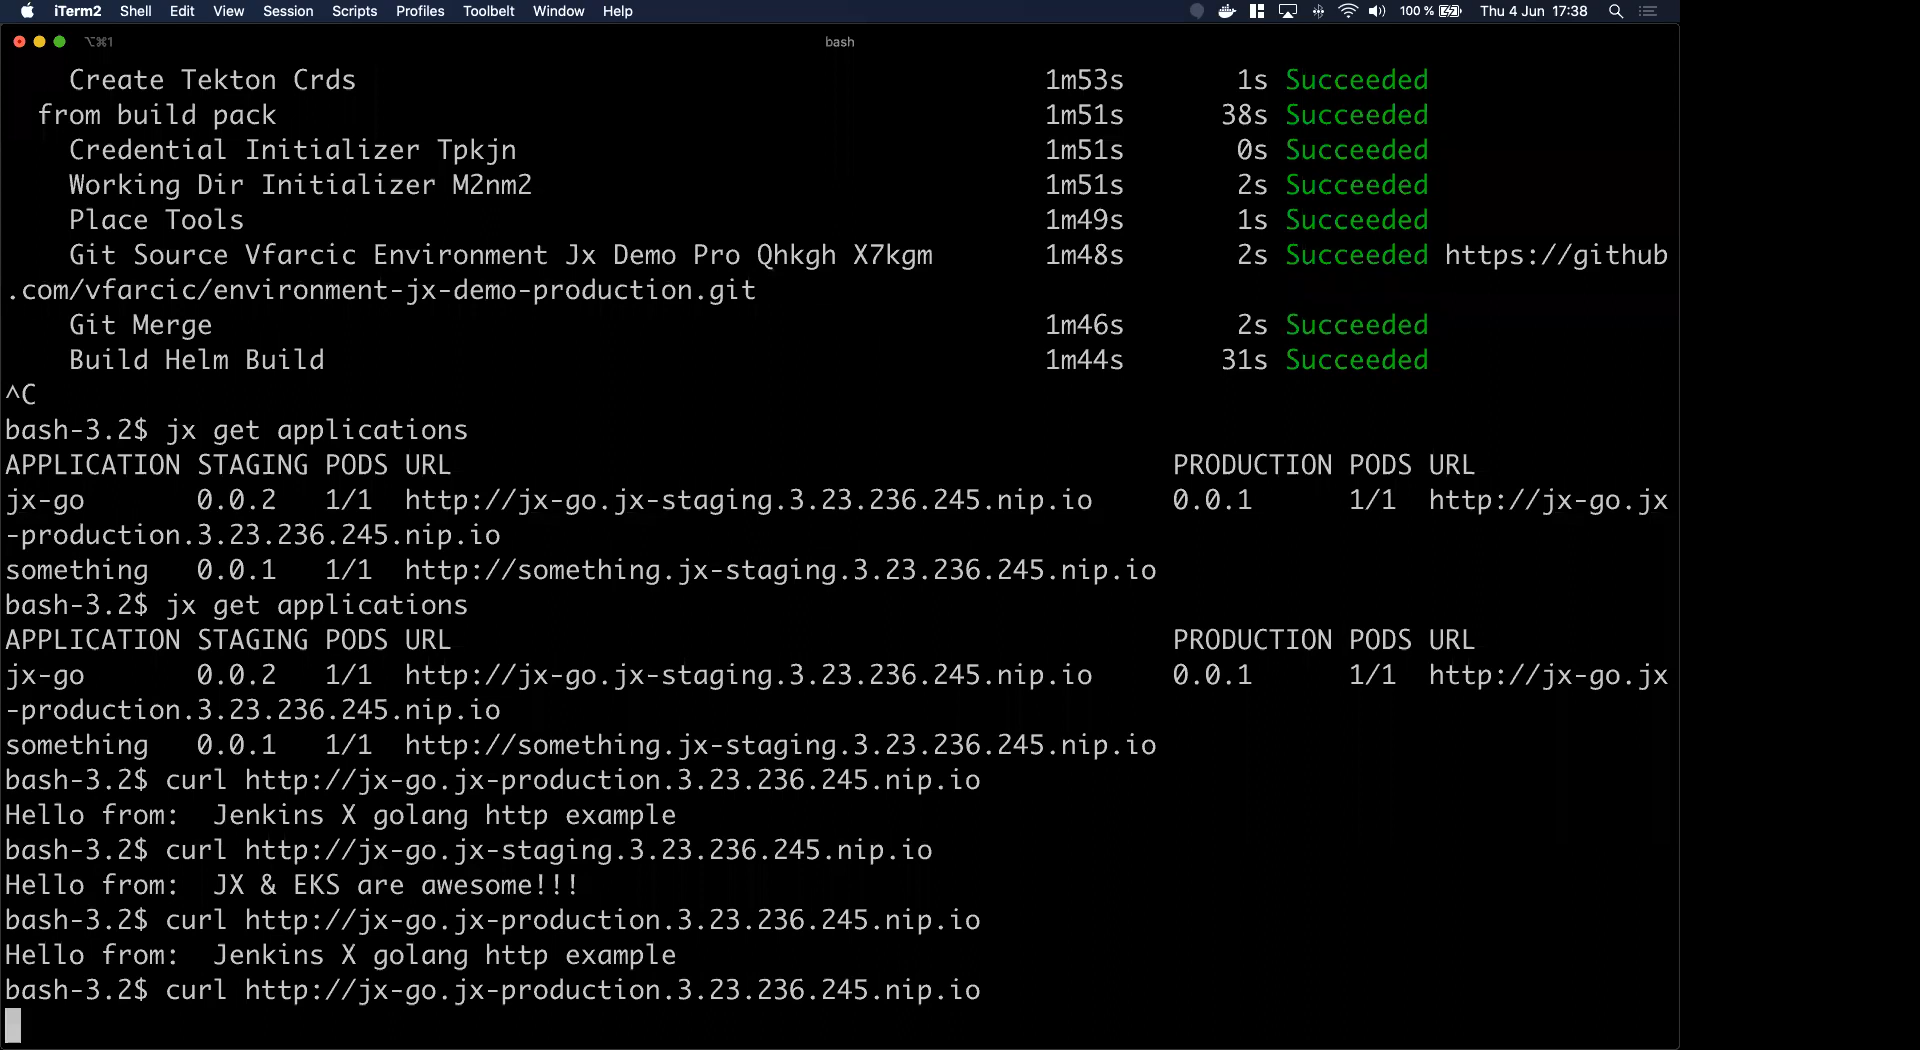 iTerm2 Shell Edit View Session Scripts Profiles Toolbelt Window Help 100 % Thu 4 Jun 17:38
⌥⌘1 bash
Create Tekton Crds 1m53s 1s Succeeded
from build pack 1m51s 38s Succeeded
Credential Initializer Tpkjn 1m51s 0s Succeeded
Working Dir Initializer M2nm2 1m51s 2s Succeeded
Place Tools 1m49s 1s Succeeded
Git Source Vfarcic Environment Jx Demo Pro Qhkgh X7kgm 1m48s 2s Succeeded https://github
.com/vfarcic/environment-jx-demo-production.git
Git Merge 1m46s 2s Succeeded
Build Helm Build 1m44s 31s Succeeded
^C
bash-3.2$ jx get applications
APPLICATION STAGING PODS URL PRODUCTION PODS URL
jx-go 0.0.2 1/1 http://jx-go.jx-staging.3.23.236.245.nip.io 0.0.1 1/1 http://jx-go.jx
-production.3.23.236.245.nip.io
something 0.0.1 1/1 http://something.jx-staging.3.23.236.245.nip.io
bash-3.2$ jx get applications
APPLICATION STAGING PODS URL PRODUCTION PODS URL
jx-go 0.0.2 1/1 http://jx-go.jx-staging.3.23.236.245.nip.io 0.0.1 1/1 http://jx-go.jx
-production.3.23.236.245.nip.io
something 0.0.1 1/1 http://something.jx-staging.3.23.236.245.nip.io
bash-3.2$ curl http://jx-go.jx-production.3.23.236.245.nip.io
Hello from:  Jenkins X golang http example
bash-3.2$ curl http://jx-go.jx-staging.3.23.236.245.nip.io
Hello from:  JX & EKS are awesome!!!
bash-3.2$ curl http://jx-go.jx-production.3.23.236.245.nip.io
Hello from:  Jenkins X golang http example
bash-3.2$ curl http://jx-go.jx-production.3.23.236.245.nip.io